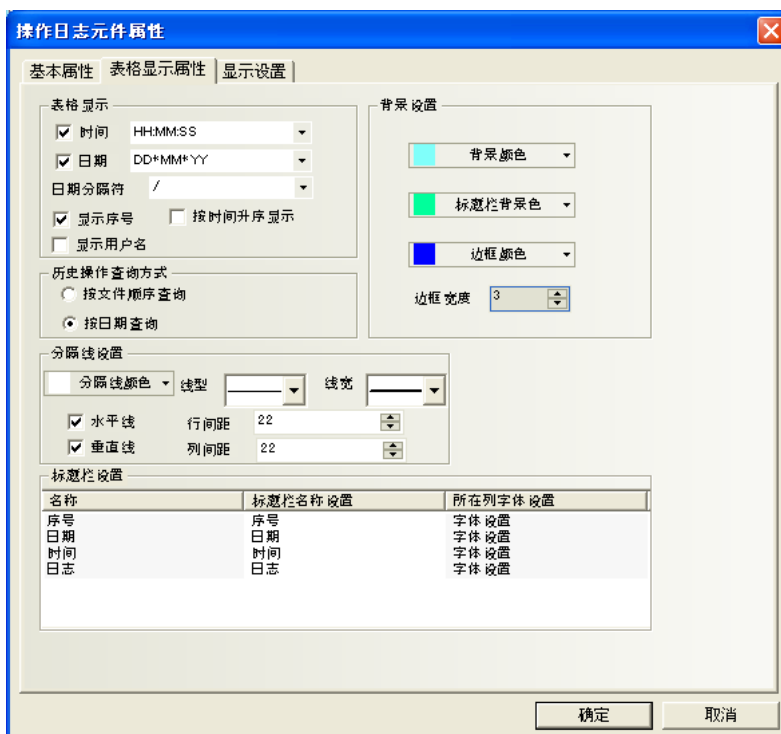 操作日志元件属性
基本属性 表格显示属性 显示设置
表格显示
时间 HH:MM:SS
日期 DD*MM*YY
日期分隔符 /
显示序号 按时间升序显示
显示用户名
背景设置
背景颜色
标题栏背景色
边框颜色
边框宽度 3
历史操作查询方式
按文件顺序查询
按日期查询
分隔线设置
分隔线颜色 线型 线宽
水平线 行间距 22
垂直线 列间距 22
标题栏设置
名称 标题栏名称设置 所在列字体设置
序号 序号 字体设置
日期 日期 字体设置
时间 时间 字体设置
日志 日志 字体设置
确定 取消